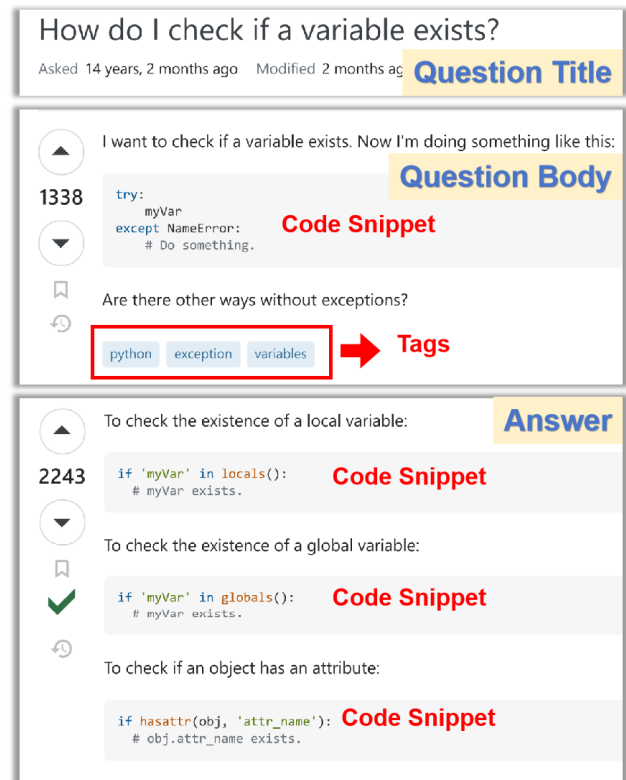 How do I check if a variable exists?
Asked 14 years, 2 months ago Modified 2 months ag
Question Title
I want to check if a variable exists. Now I'm doing something like this:
Question Body
1338
try:
    myVar
except NameError:
    # Do something.
Code Snippet
Are there other ways without exceptions?
python exception variables
Tags
To check the existence of a local variable:
Answer
2243
if 'myVar' in locals():
  # myVar exists.
Code Snippet
To check the existence of a global variable:
if 'myVar' in globals():
  # myVar exists.
Code Snippet
To check if an object has an attribute:
if hasattr(obj, 'attr_name'):
  # obj.attr_name exists.
Code Snippet